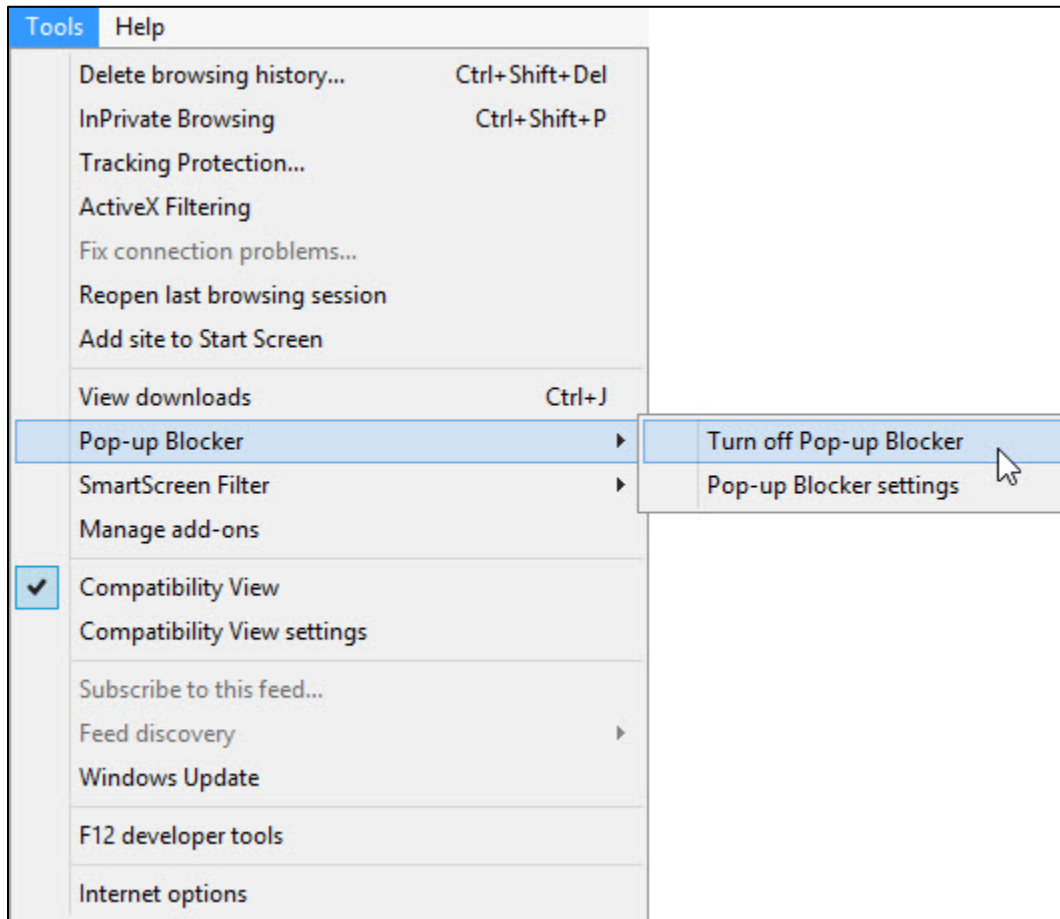 Tools Help
Delete browsing history... Ctrl+Shift+Del
InPrivate Browsing Ctrl+Shift+P
Tracking Protection...
ActiveX Filtering
Fix connection problems...
Reopen last browsing session
Add site to Start Screen
View downloads Ctrl+J
Pop-up Blocker
Turn off Pop-up Blocker
SmartScreen Filter
Pop-up Blocker settings
Manage add-ons
Compatibility View
Compatibility View settings
Subscribe to this feed...
Feed discovery
Windows Update
F12 developer tools
Internet options